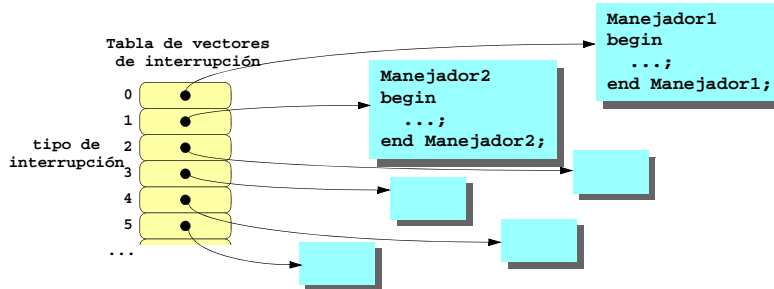 Tabla de vectores
de interrupción
0
1
2
3
4
5
...
tipo de
interrupción
Manejador2
begin
...;
end Manejador2;
Manejador1
begin
...;
end Manejador1;